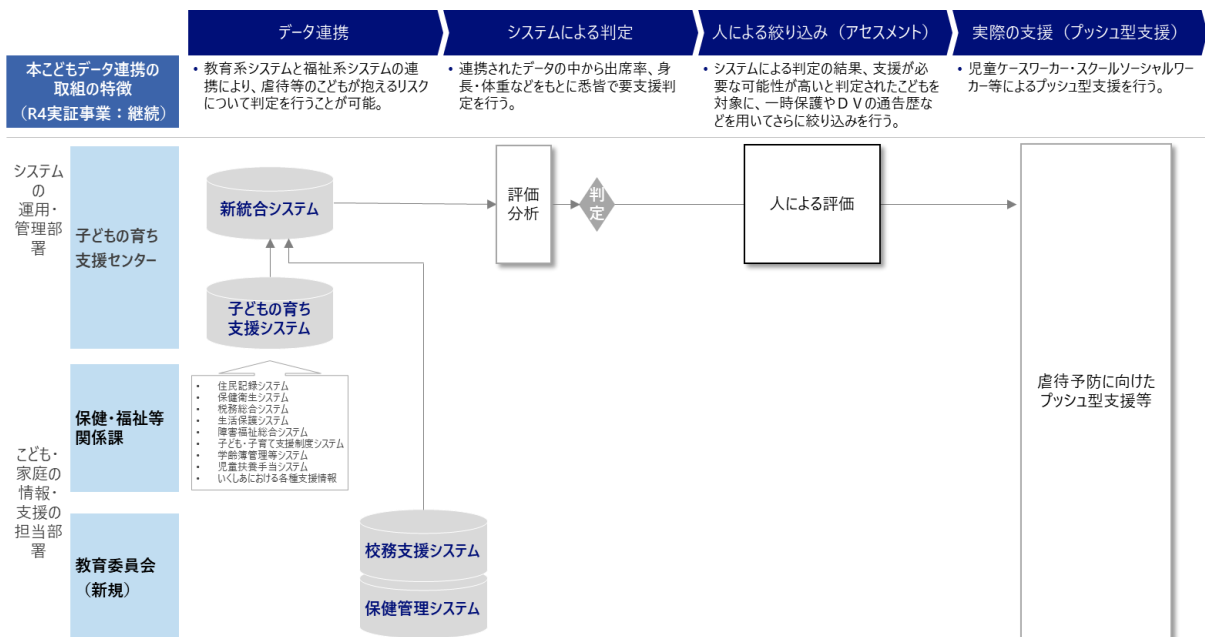 データ連携
システムによる判定
人による絞り込み（アセスメント）
実際の支援（プッシュ型支援）
本こどもデータ連携の
取組の特徴
（R4実証事業：継続）
• 教育系システムと福祉系システムの連
携により、虐待等のこどもが抱えるリスク
について判定を行うことが可能。
• 連携されたデータの中から出席率、身
長・体重などをもとに悉皆で要支援判
定を行う。
• システムによる判定の結果、支援が必
要な可能性が高いと判定されたこどもを
対象に、一時保護やＤＶの通告歴な
どを用いてさらに絞り込みを行う。
• 児童ケースワーカー・スクールソーシャルワー
カー等によるプッシュ型支援を行う。
システム
の
運用・
管理部
署
子どもの育ち
支援センター
新統合システム
子どもの育ち
支援システム
評価
分析
判
定
人による評価
虐待予防に向けた
プッシュ型支援等
こども・
家庭の
情報・
支援の
担当部
署
保健・福祉等
関係課
• 住民記録システム
• 保健衛生システム
• 税務総合システム
• 生活保護システム
• 障害福祉総合システム
• 子ども・子育て支援制度システム
• 学齢簿管理等システム
• 児童扶養手当システム
• いくしあにおける各種支援情報
教育委員会
（新規）
校務支援システム
保健管理システム